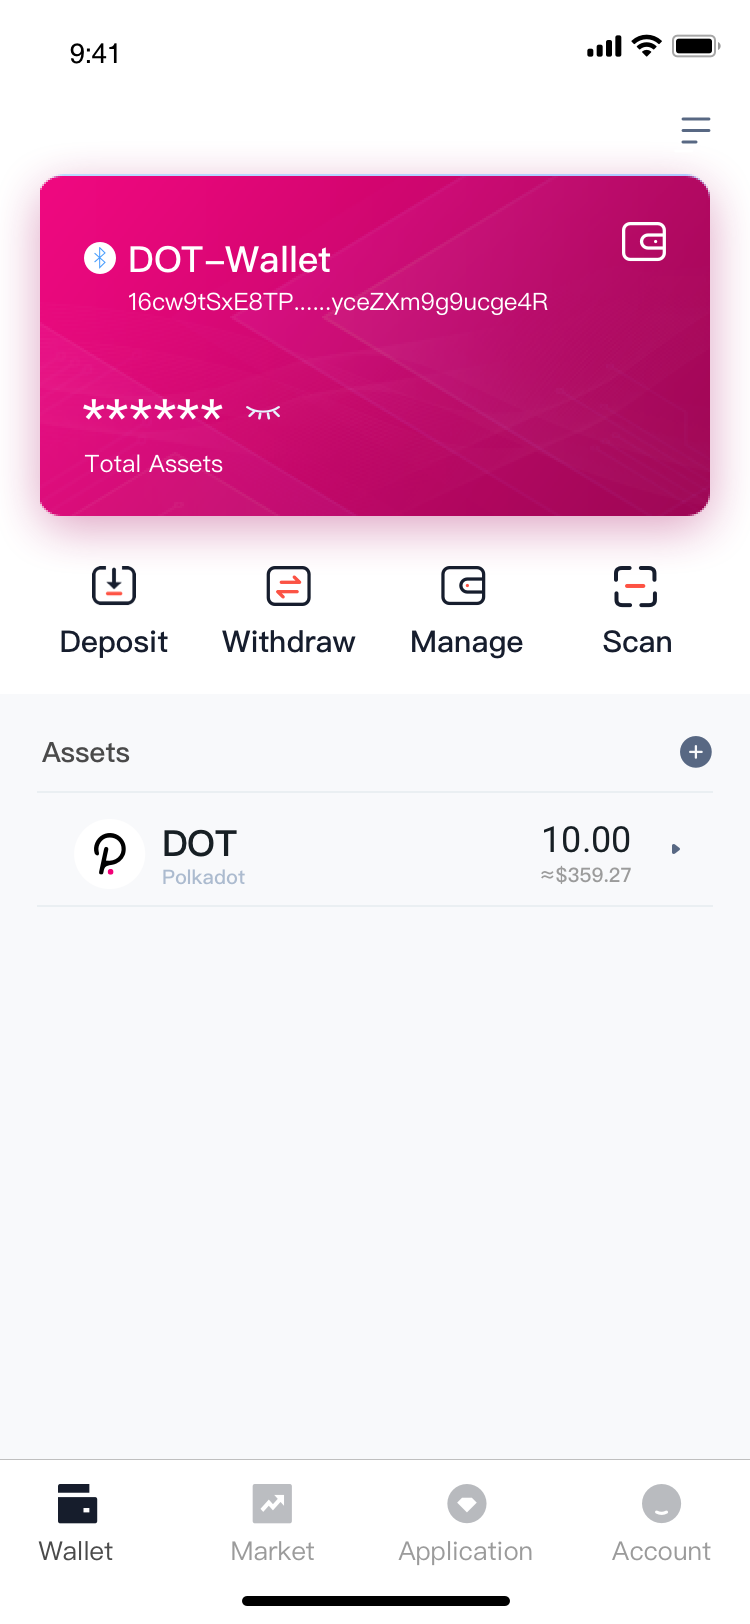 9:41
DOT–Wallet
16cw9tSxE8TP......yceZXm9g9ucge4R
******
Total Assets
Deposit Withdraw Manage Scan
Assets
DOT 10.00
Polkadot ≈$359.27
Wallet Market Application Account